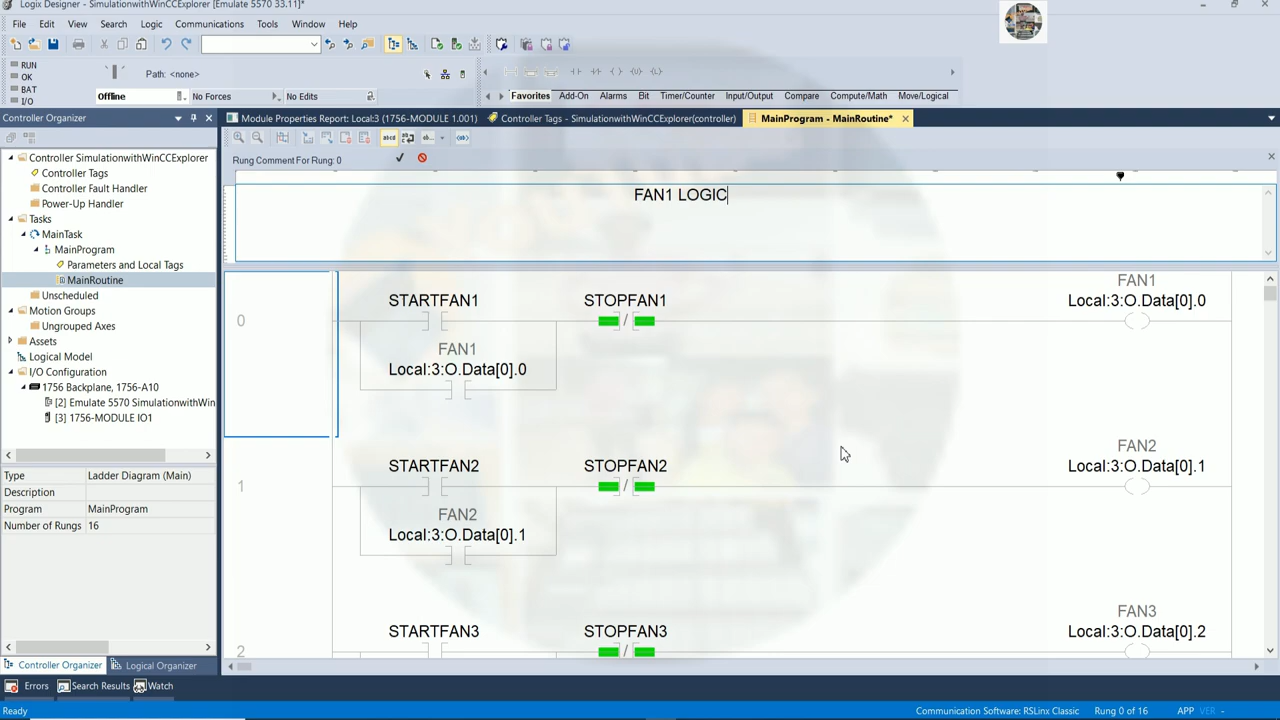 Logix Designer - SimulationwithWinCCExplorer [Emulate 5570 33.11]*
File Edit View Search Logic Communications Tools Window Help
RUN
OK
BAT
I/O
Path: <none>
Offline No Forces No Edits
Favorites Add-On Alarms Bit Timer/Counter Input/Output Compare Compute/Math Move/Logical
Controller Organizer
Module Properties Report: Local:3 (1756-MODULE 1.001) Controller Tags - SimulationwithWinCCExplorer(controller) MainProgram - MainRoutine*
Controller SimulationwithWinCCExplorer
Controller Tags
Controller Fault Handler
Power-Up Handler
Tasks
MainTask
MainProgram
Parameters and Local Tags
MainRoutine
Unscheduled
Motion Groups
Ungrouped Axes
Assets
Logical Model
I/O Configuration
1756 Backplane, 1756-A10
[2] Emulate 5570 SimulationwithWin
[3] 1756-MODULE IO1
Type Ladder Diagram (Main)
Description
Program MainProgram
Number of Rungs 16
Controller Organizer Logical Organizer
Rung Comment For Rung: 0
FAN1 LOGIC
0
STARTFAN1 STOPFAN1
FAN1
Local:3:O.Data[0].0
FAN1
Local:3:O.Data[0].0
1
STARTFAN2 STOPFAN2
FAN2
Local:3:O.Data[0].1
FAN2
Local:3:O.Data[0].1
2
STARTFAN3 STOPFAN3
FAN3
Local:3:O.Data[0].2
Errors Search Results Watch
Ready Communication Software: RSLinx Classic Rung 0 of 16 APP VER